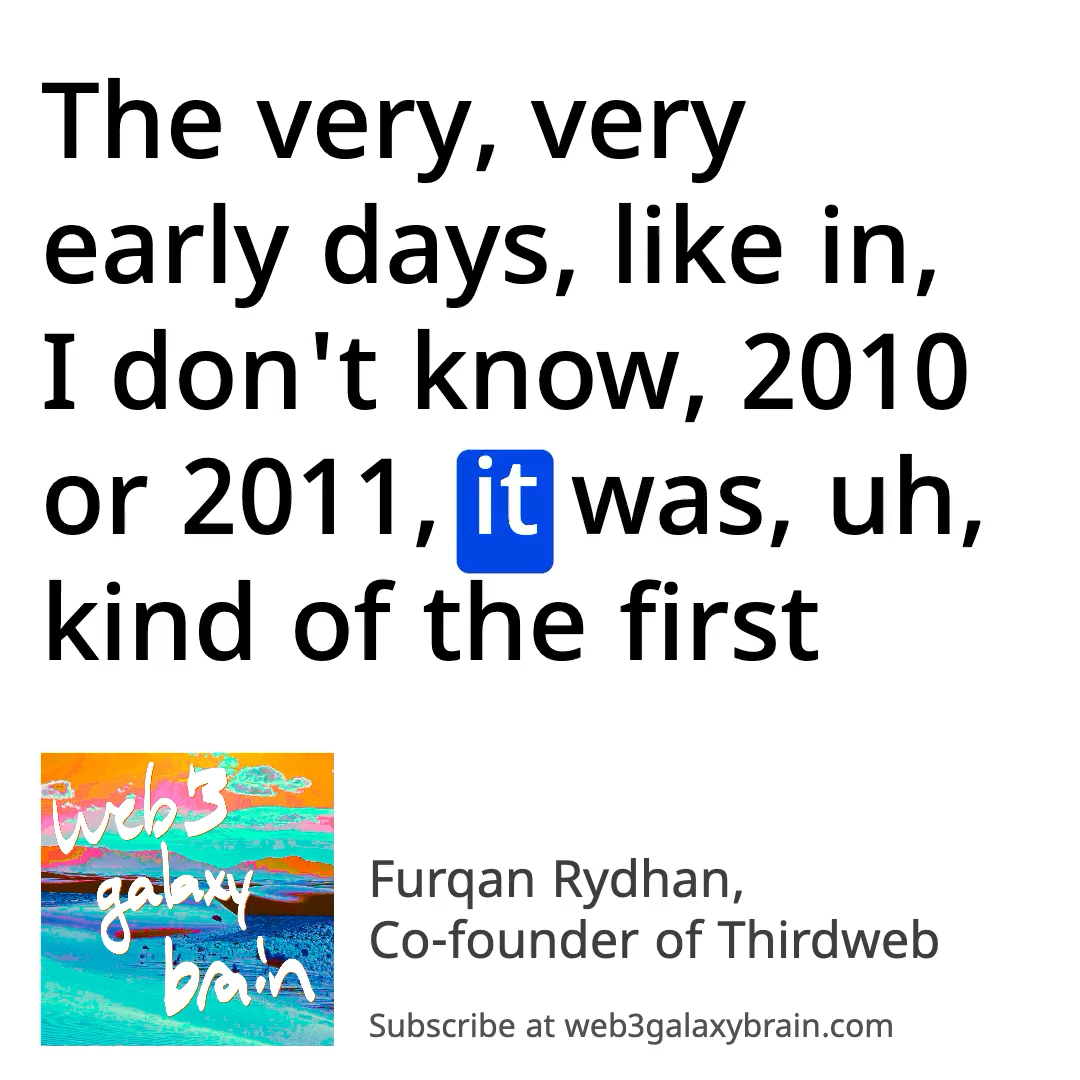 The very, very
early days, like in,
I don't know, 2010
or 2011, it was, uh,
kind of the first
web3
galaxy
brain
Furqan Rydhan,
Co-founder of Thirdweb
Subscribe at web3galaxybrain.com